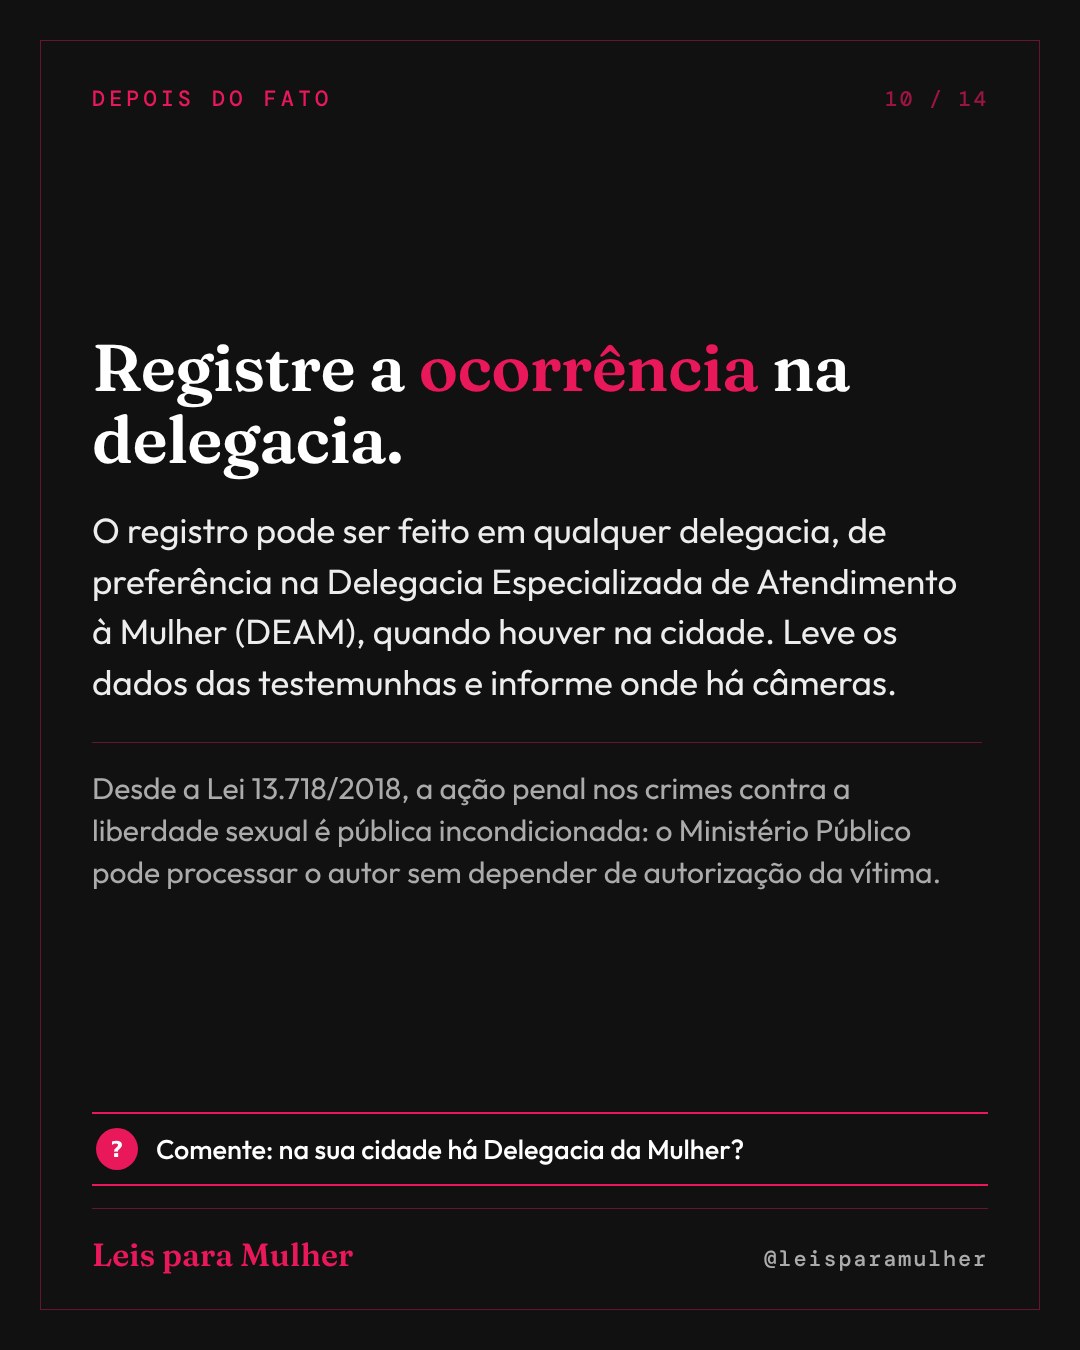 DEPOIS DO FATO
10 / 14
Registre a ocorrência na
delegacia.
O registro pode ser feito em qualquer delegacia, de
preferência na Delegacia Especializada de Atendimento
à Mulher (DEAM), quando houver na cidade. Leve os
dados das testemunhas e informe onde há câmeras.
Desde a Lei 13.718/2018, a ação penal nos crimes contra a
liberdade sexual é pública incondicionada: o Ministério Público
pode processar o autor sem depender de autorização da vítima.
? Comente: na sua cidade há Delegacia da Mulher?
Leis para Mulher
@leisparamulher